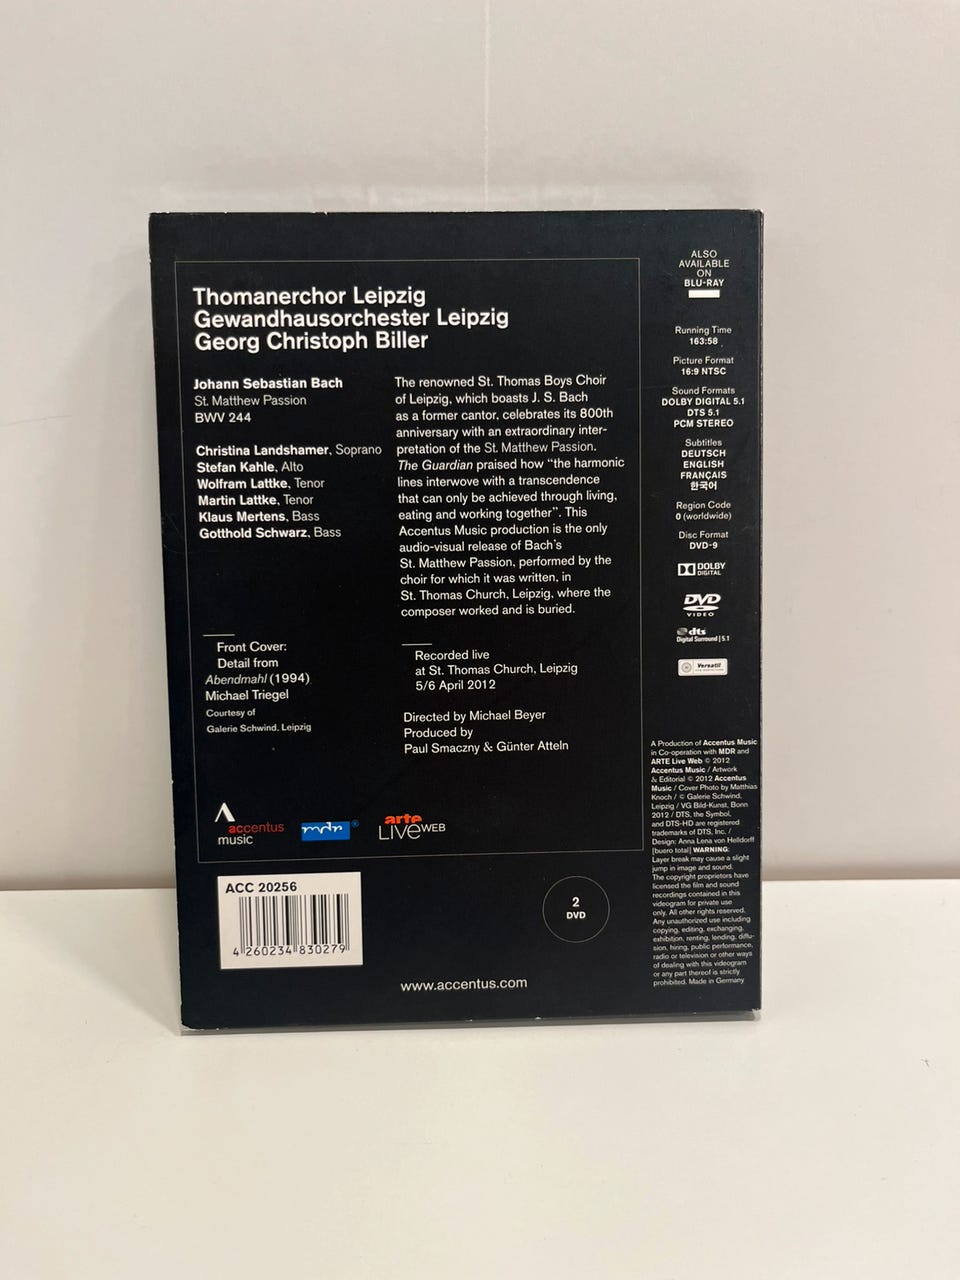 Thomanerchor Leipzig
Gewandhausorchester Leipzig
Georg Christoph Biller
Johann Sebastian Bach
St. Matthew Passion
BWV 244
Christina Landshamer, Soprano
Stefan Kahle, Alto
Wolfram Lattke, Tenor
Martin Lattke, Tenor
Klaus Mertens, Bass
Gotthold Schwarz, Bass
The renowned St. Thomas Boys Choir
of Leipzig, which boasts J. S. Bach
as a former cantor, celebrates its 800th
anniversary with an extraordinary inter-
pretation of the St. Matthew Passion.
The Guardian praised how “the harmonic
lines interwove with a transcendence
that can only be achieved through living,
eating and working together”. This
Accentus Music production is the only
audio-visual release of Bach's
St. Matthew Passion, performed by the
choir for which it was written, in
St. Thomas Church, Leipzig, where the
composer worked and is buried.
Front Cover:
Detail from
Abendmahl (1994)
Michael Triegel
Courtesy of
Galerie Schwind, Leipzig
Recorded live
at St. Thomas Church, Leipzig
5/6 April 2012
Directed by Michael Beyer
Produced by
Paul Smaczny & Günter Atteln
accentus
music
mdr
arte
LIVEWEB
ACC 20256
4 260234 830279
2
DVD
www.accentus.com
ALSO
AVAILABLE
ON
BLU-RAY
Running Time
163:58
Picture Format
16:9 NTSC
Sound Formats
DOLBY DIGITAL 5.1
DTS 5.1
PCM STEREO
Subtitles
DEUTSCH
ENGLISH
FRANÇAIS
한국어
Region Code
0 (worldwide)
Disc Format
DVD-9
DOLBY
DIGITAL
DVD
VIDEO
dts
Digital Surround | 5.1
Versatil
A Production of Accentus Music
in Co-operation with MDR and
ARTE Live Web © 2012
Accentus Music / Artwork
& Editorial © 2012 Accentus
Music / Cover Photo by Matthias
Knoch / © Galerie Schwind,
Leipzig / VG Bild-Kunst, Bonn
2012 / DTS, the Symbol,
and DTS-HD are registered
trademarks of DTS, Inc. /
Design: Anna Lena von Helldorff
[buero total] WARNING:
Layer break may cause a slight
jump in image and sound.
The copyright proprietors have
licensed the film and sound
recordings contained in this
videogram for private use
only. All other rights reserved.
Any unauthorized use including
copying, editing, exchanging,
exhibition, renting, lending, diffu-
sion, hiring, public performance,
radio or television or other ways
of dealing with this videogram
or any part thereof is strictly
prohibited. Made in Germany